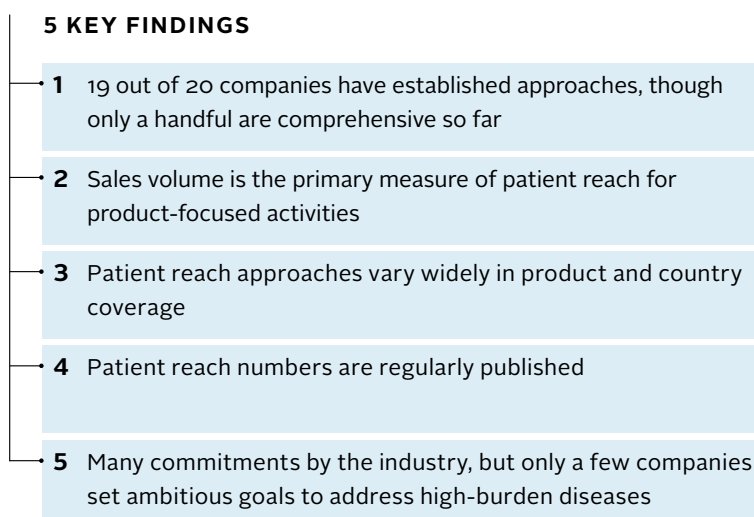 5 KEY FINDINGS
1 19 out of 20 companies have established approaches, though
only a handful are comprehensive so far
2 Sales volume is the primary measure of patient reach for
product-focused activities
3 Patient reach approaches vary widely in product and country
coverage
4 Patient reach numbers are regularly published
5 Many commitments by the industry, but only a few companies
set ambitious goals to address high-burden diseases